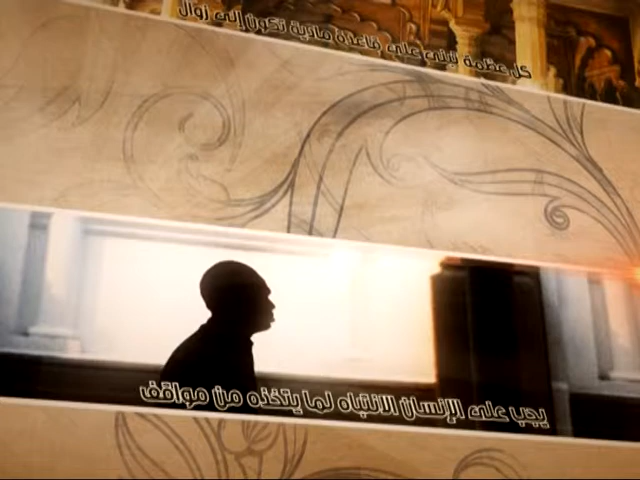 كل عظمة تبنى على قاعدة مادية تكون إلى زوال
يجب على الإنسان الانتباه لما يتخذه من مواقف